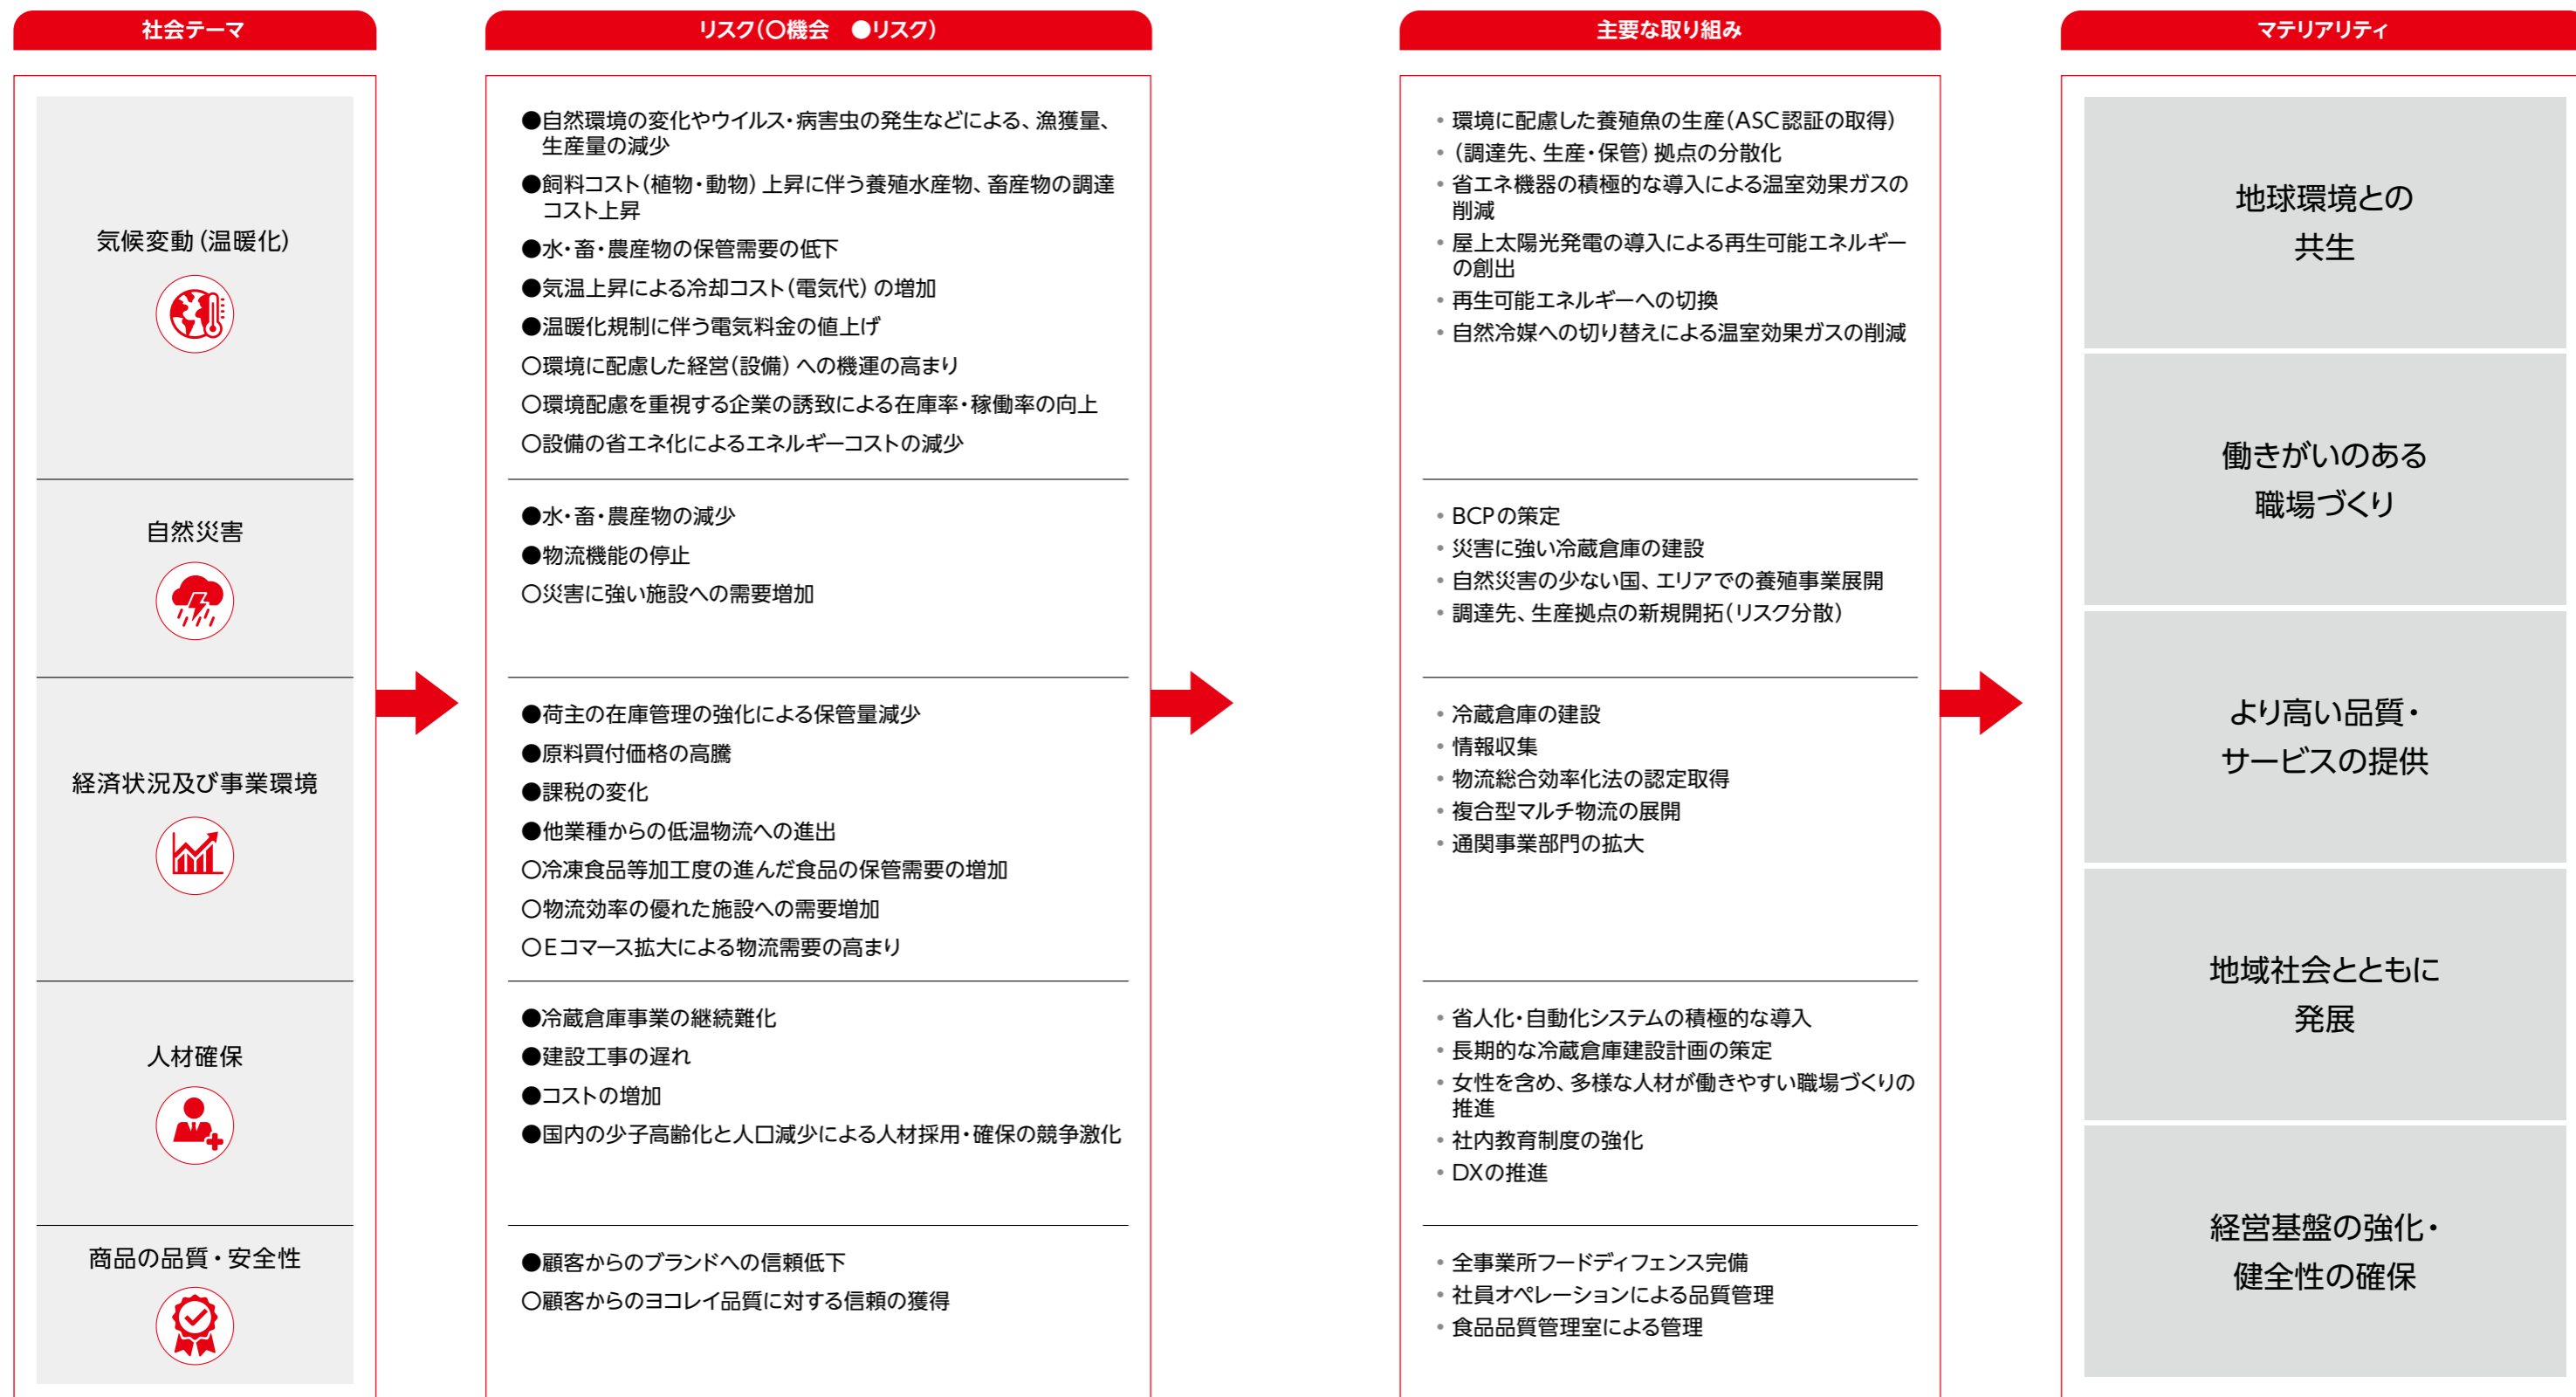 社会テーマ
リスク(〇機会　●リスク)
主要な取り組み
マテリアリティ
気候変動(温暖化)
●自然環境の変化やウイルス・病害虫の発生などによる、漁獲量、
生産量の減少
●飼料コスト(植物・動物)上昇に伴う養殖水産物、畜産物の調達
コスト上昇
●水・畜・農産物の保管需要の低下
●気温上昇による冷却コスト(電気代)の増加
●温暖化規制に伴う電気料金の値上げ
〇環境に配慮した経営(設備)への機運の高まり
〇環境配慮を重視する企業の誘致による在庫率・稼働率の向上
〇設備の省エネ化によるエネルギーコストの減少
・環境に配慮した養殖魚の生産(ASC認証の取得)
・(調達先、生産・保管)拠点の分散化
・省エネ機器の積極的な導入による温室効果ガスの
削減
・屋上太陽光発電の導入による再生可能エネルギー
の創出
・再生可能エネルギーへの切換
・自然冷媒への切り替えによる温室効果ガスの削減
自然災害
●水・畜・農産物の減少
●物流機能の停止
〇災害に強い施設への需要増加
・BCPの策定
・災害に強い冷蔵倉庫の建設
・自然災害の少ない国、エリアでの養殖事業展開
・調達先、生産拠点の新規開拓(リスク分散)
経済状況及び事業環境
●荷主の在庫管理の強化による保管量減少
●原料買付価格の高騰
●課税の変化
●他業種からの低温物流への進出
〇冷凍食品等加工度の進んだ食品の保管需要の増加
〇物流効率の優れた施設への需要増加
〇Eコマース拡大による物流需要の高まり
・冷蔵倉庫の建設
・情報収集
・物流総合効率化法の認定取得
・複合型マルチ物流の展開
・通関事業部門の拡大
人材確保
●冷蔵倉庫事業の継続難化
●建設工事の遅れ
●コストの増加
●国内の少子高齢化と人口減少による人材採用・確保の競争激化
・省人化・自動化システムの積極的な導入
・長期的な冷蔵倉庫建設計画の策定
・女性を含め、多様な人材が働きやすい職場づくりの
推進
・社内教育制度の強化
・DXの推進
商品の品質・安全性
●顧客からのブランドへの信頼低下
〇顧客からのヨコレイ品質に対する信頼の獲得
・全事業所フードディフェンス完備
・社員オペレーションによる品質管理
・食品品質管理室による管理
地球環境との
共生
働きがいのある
職場づくり
より高い品質・
サービスの提供
地域社会とともに
発展
経営基盤の強化・
健全性の確保